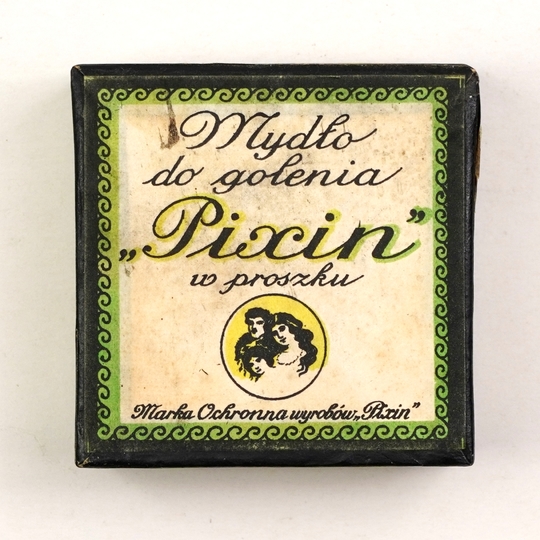 Mydło
do golenia
„Pixin”
w proszku
Marka Ochronna wyrobów „Pixin”